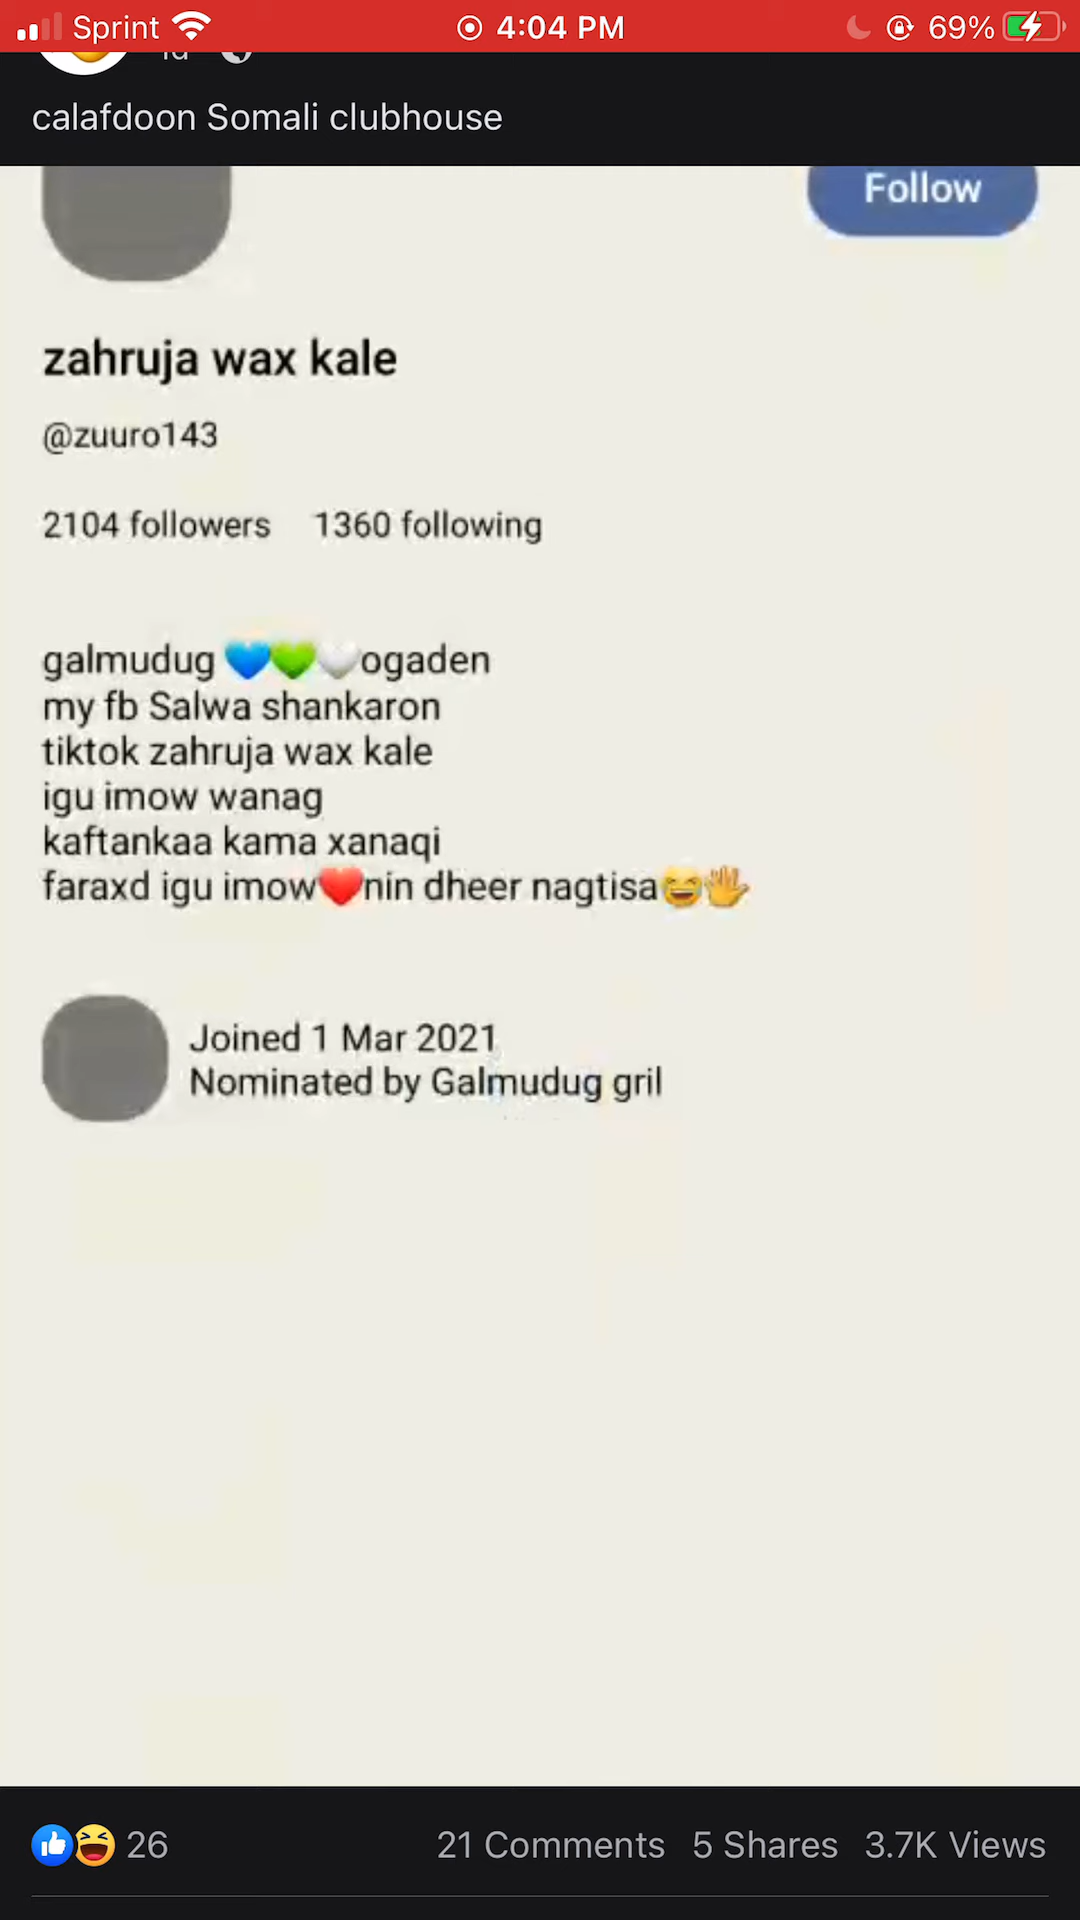 Sprint 4:04 PM 69%
calafdoon Somali clubhouse
Follow
zahruja wax kale
@zuuro143
2104 followers 1360 following
galmudug 💙💚🤍ogaden
my fb Salwa shankaron
tiktok zahruja wax kale
igu imow wanag
kaftankaa kama xanaqi
faraxd igu imow❤️nin dheer nagtisa😅👋
Joined 1 Mar 2021
Nominated by Galmudug gril
26 21 Comments 5 Shares 3.7K Views